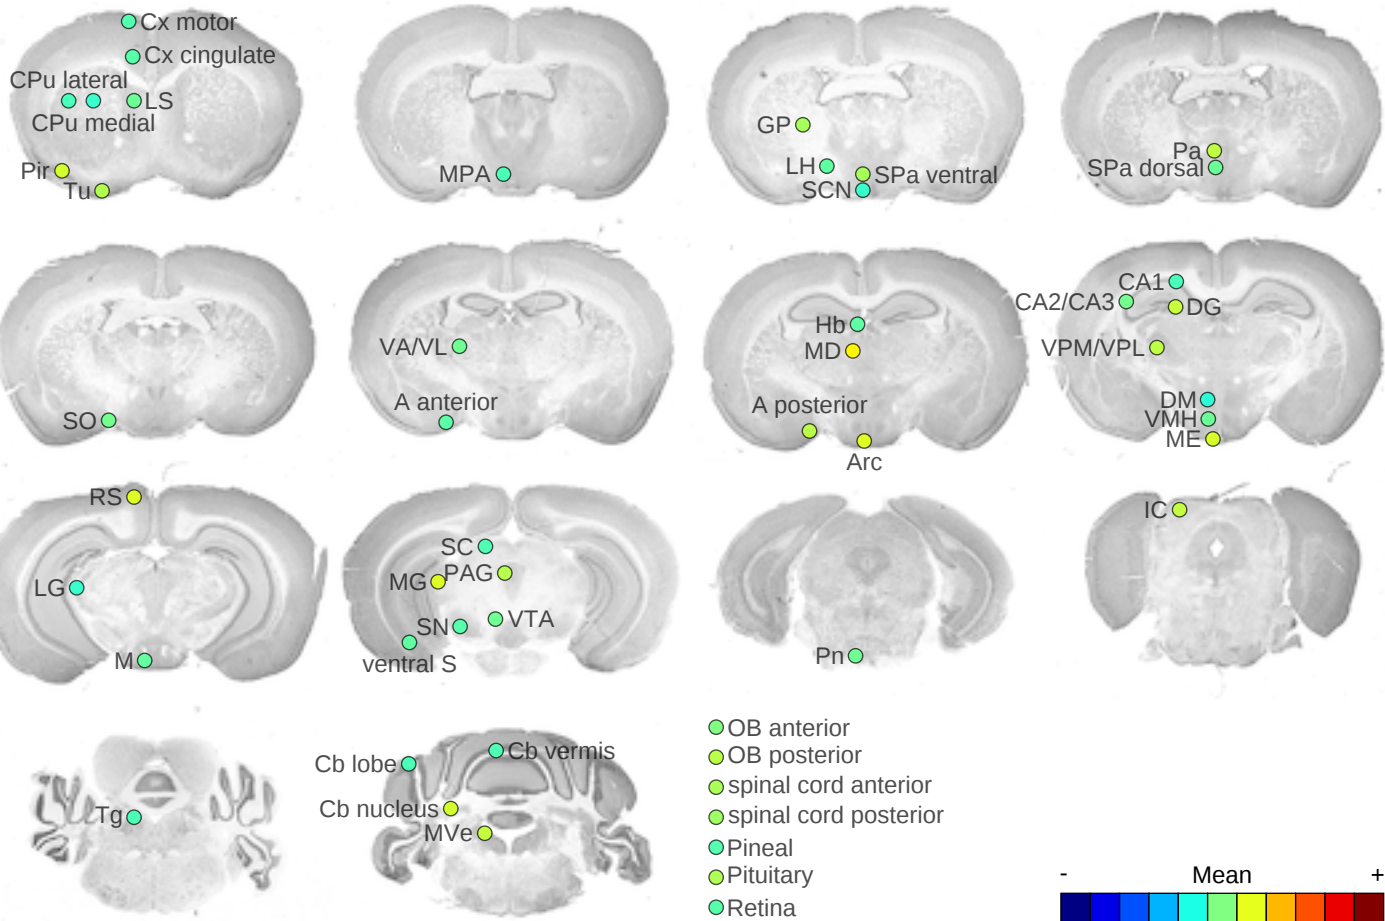 Cx motor
Cx cingulate
CPu lateral
LS
CPu medial
Pir
Tu
MPA
GP
LH
SPa ventral
SCN
Pa
SPa dorsal
SO
VA/VL
A anterior
Hb
MD
A posterior
Arc
CA1
CA2/CA3
DG
VPM/VPL
DM
VMH
ME
RS
LG
M
SC
MG
PAG
SN
VTA
ventral S
Pn
IC
Tg
Cb lobe
Cb vermis
Cb nucleus
MVe
OB anterior
OB posterior
spinal cord anterior
spinal cord posterior
Pineal
Pituitary
Retina
- Mean +